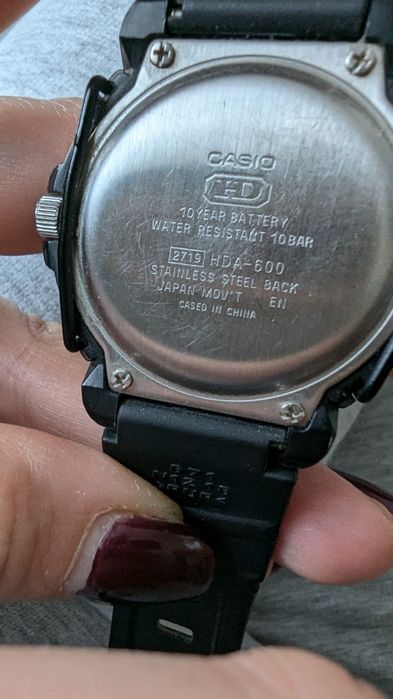 CASIO
HD
10 YEAR BATTERY
WATER RESISTANT 10BAR
2719 HDA-600
STAINLESS STEEL BACK
JAPAN MOV'T EN
CASED IN CHINA